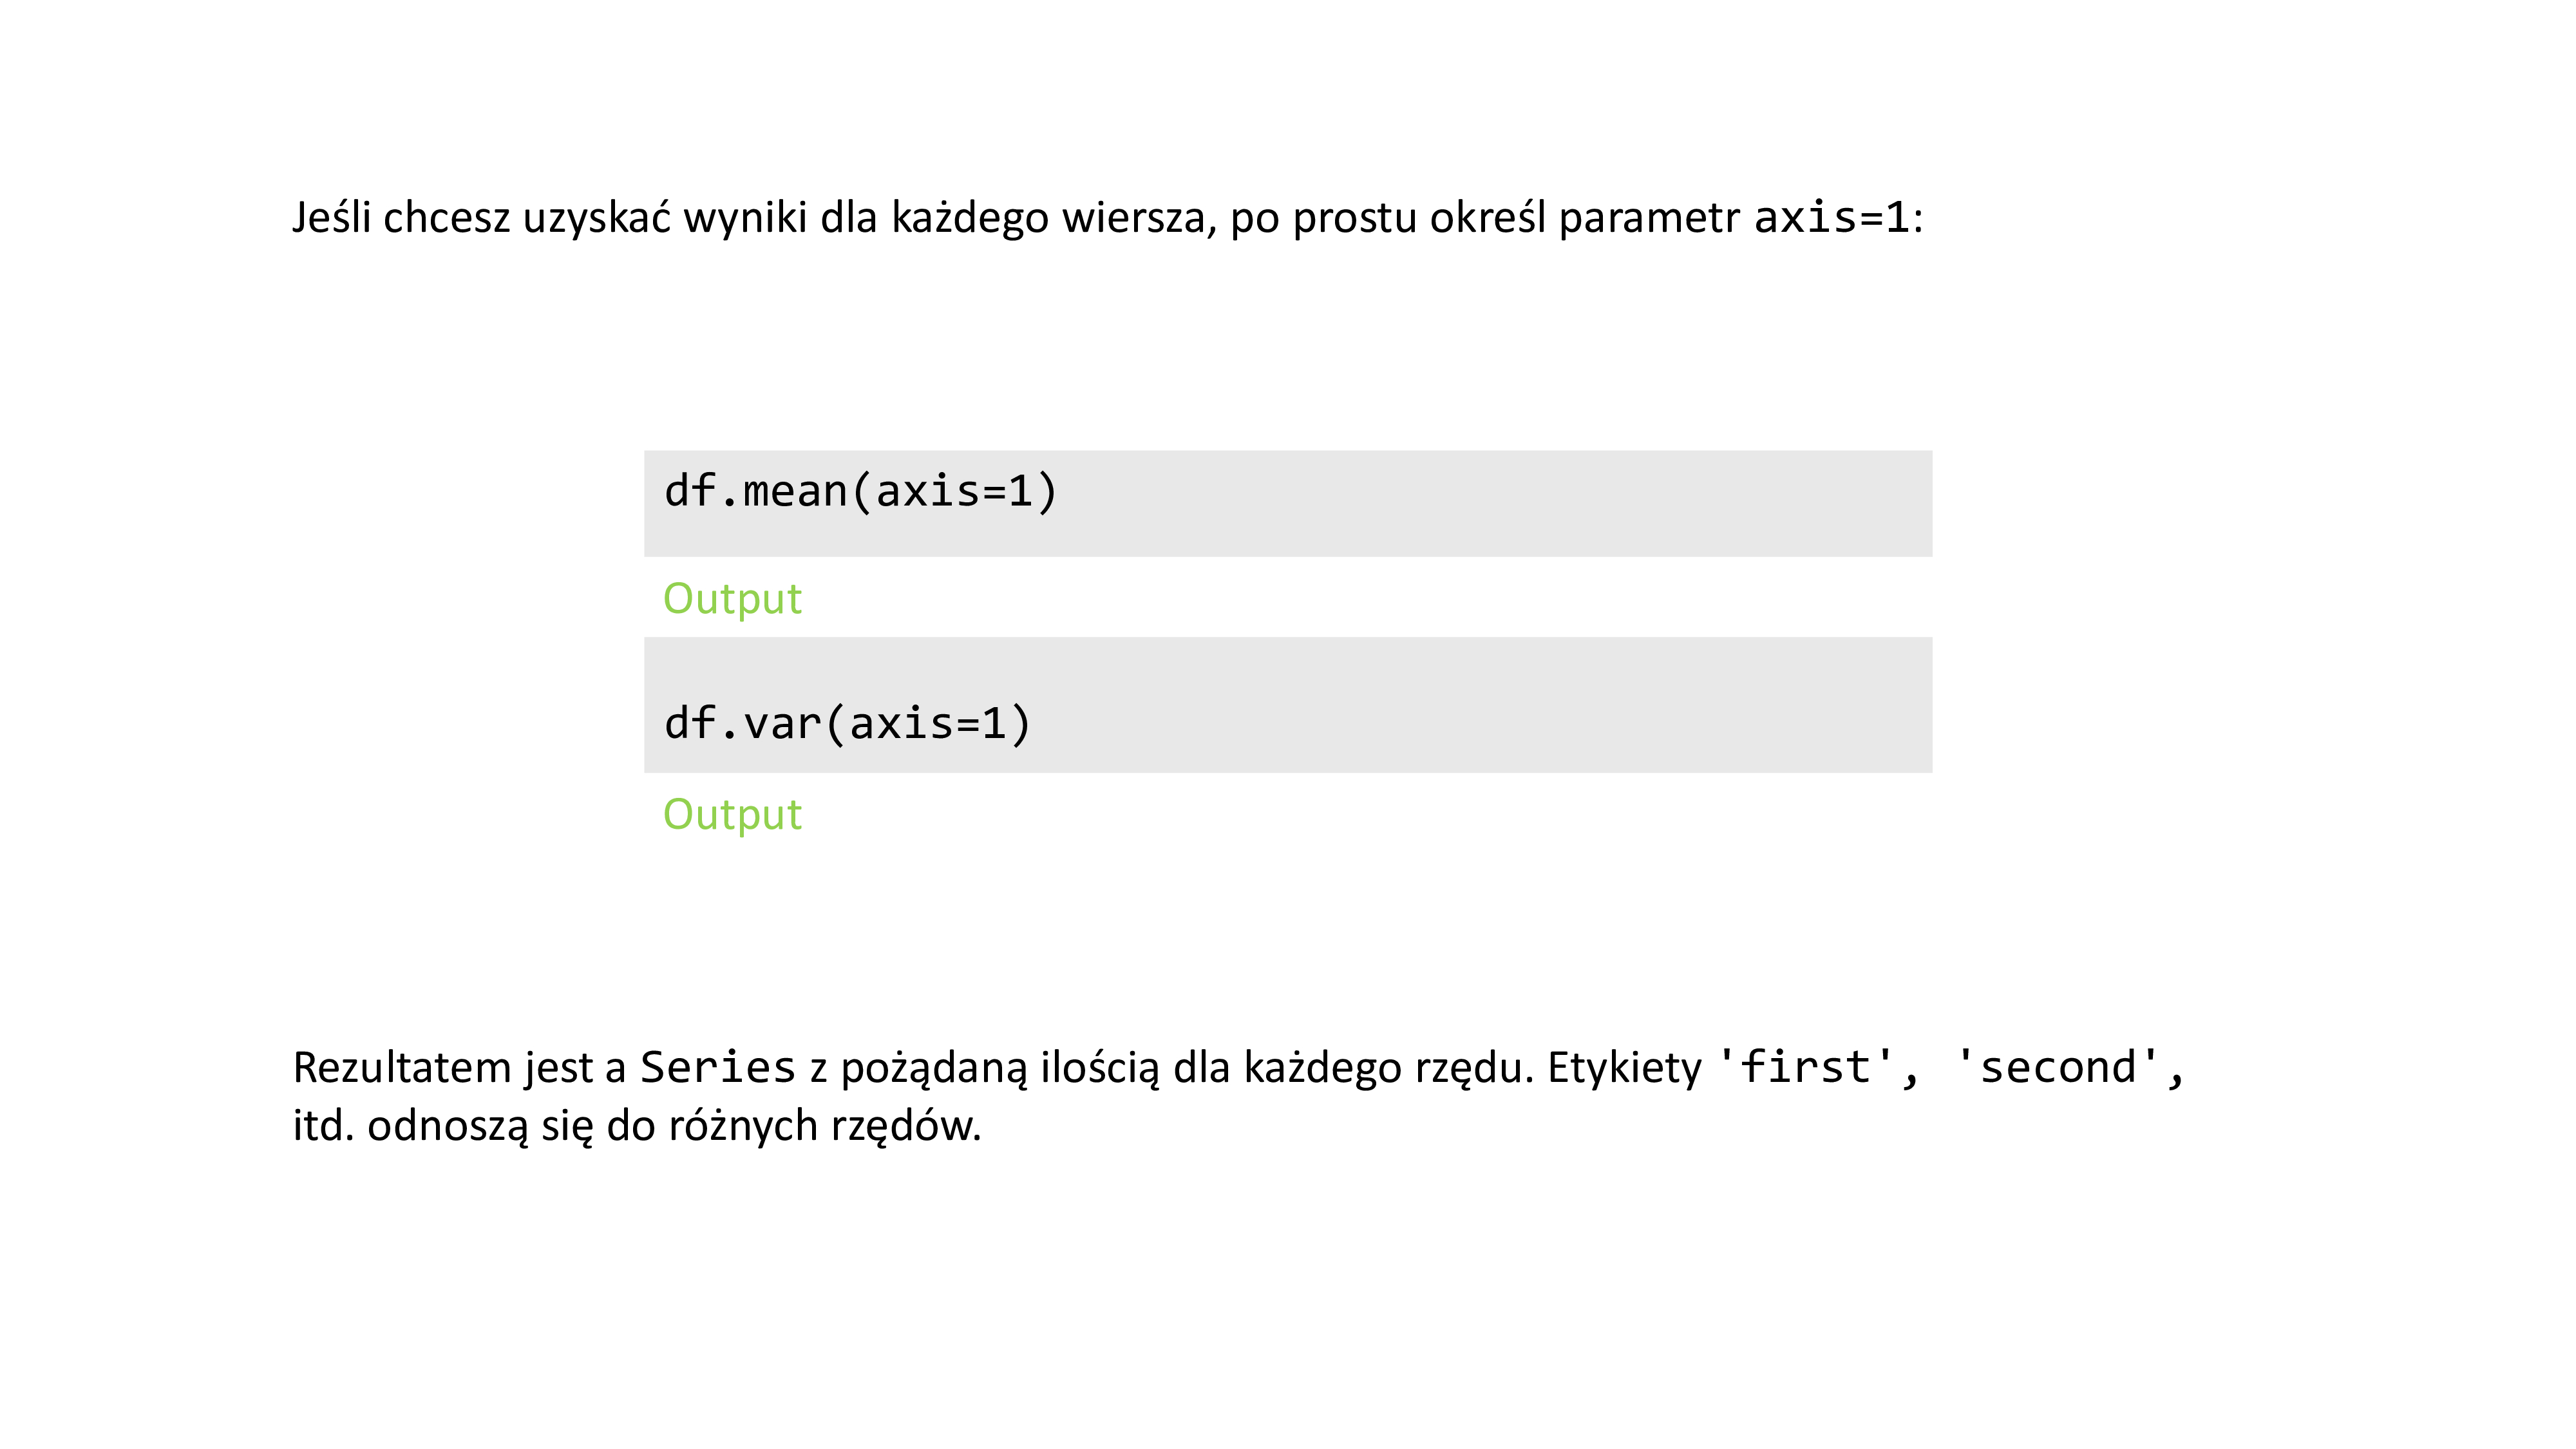 Jeśli chcesz uzyskać wyniki dla każdego wiersza, po prostu określ parametr axis=1:
df.mean(axis=1)
Output
df.var(axis=1)
Output
Rezultatem jest a Series z pożądaną ilością dla każdego rzędu. Etykiety 'first', 'second',
itd. odnoszą się do różnych rzędów.